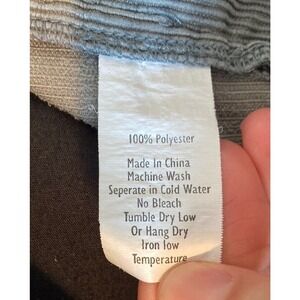 100% Polyester
Made In China
Machine Wash
Seperate in Cold Water
No Bleach
Tumble Dry Low
Or Hang Dry
Iron low
Temperature